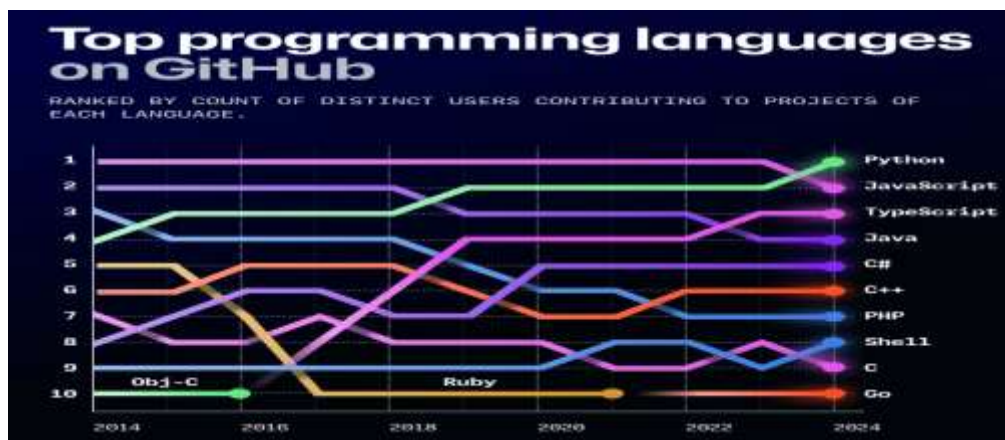 Top programming languages
on GitHub
RANKED BY COUNT OF DISTINCT USERS CONTRIBUTING TO PROJECTS OF
EACH LANGUAGE.
1 Python
2 JavaScript
3 TypeScript
4 Java
5 C#
6 C++
7 PHP
8 Shell
9 C
Obj-C Ruby
10 Go
2014 2016 2018 2020 2022 2024